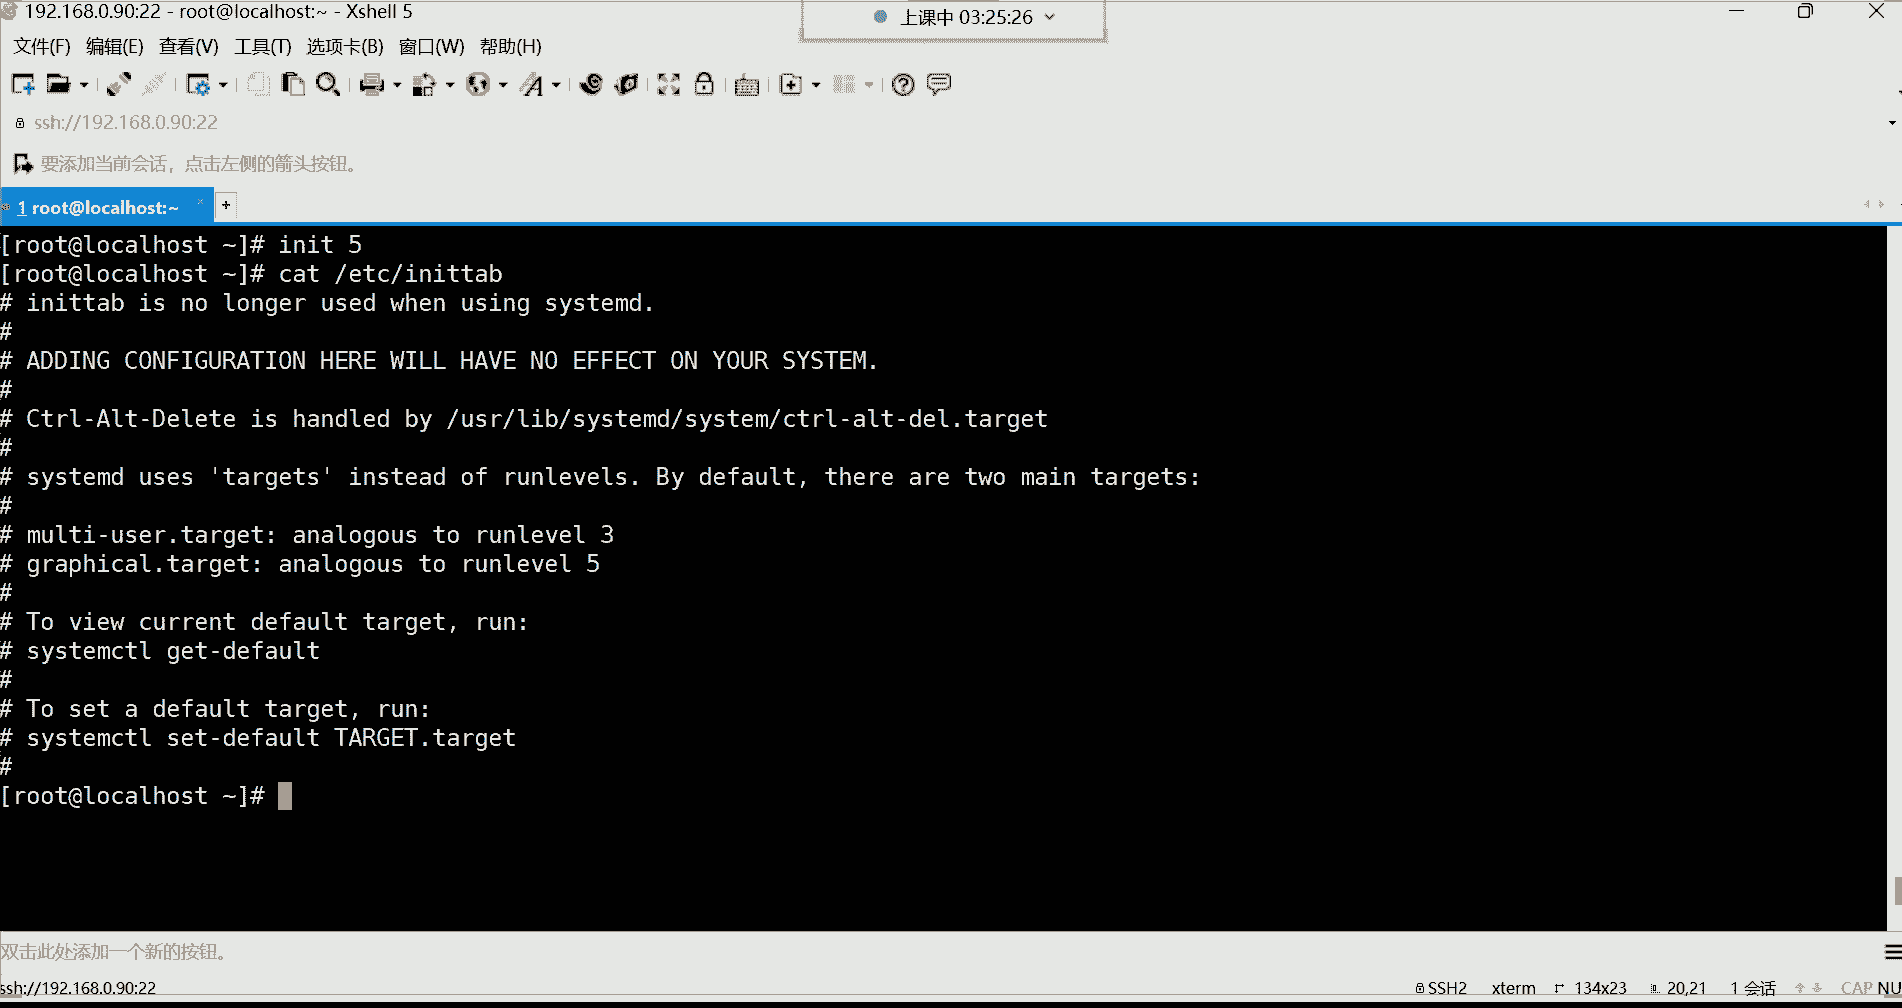 192.168.0.90:22 - root@localhost:~ - Xshell 5
上课中 03:25:26
文件(F) 编辑(E) 查看(V) 工具(T) 选项卡(B) 窗口(W) 帮助(H)
ssh://192.168.0.90:22
要添加当前会话，点击左侧的箭头按钮。
1 root@localhost:~ × +
[root@localhost ~]# init 5
[root@localhost ~]# cat /etc/inittab
# inittab is no longer used when using systemd.
#
# ADDING CONFIGURATION HERE WILL HAVE NO EFFECT ON YOUR SYSTEM.
#
# Ctrl-Alt-Delete is handled by /usr/lib/systemd/system/ctrl-alt-del.target
#
# systemd uses 'targets' instead of runlevels. By default, there are two main targets:
#
# multi-user.target: analogous to runlevel 3
# graphical.target: analogous to runlevel 5
#
# To view current default target, run:
# systemctl get-default
#
# To set a default target, run:
# systemctl set-default TARGET.target
#
[root@localhost ~]#
双击此处添加一个新的按钮。
ssh://192.168.0.90:22 SSH2 xterm 134x23 20,21 1 会话 CAP NU